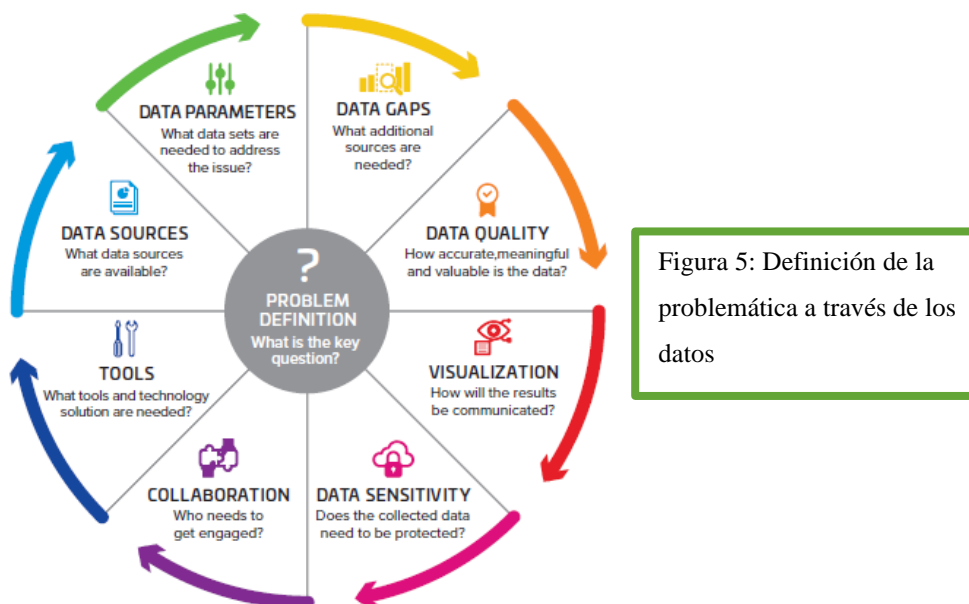 DATA PARAMETERS
What data sets are
needed to address
the issue?
DATA GAPS
What additional
sources are
needed?
DATA QUALITY
How accurate,meaningful
and valuable is the data?
VISUALIZATION
How will the results
be communicated?
DATA SENSITIVITY
Does the collected data
need to be protected?
COLLABORATION
Who needs to
get engaged?
TOOLS
What tools and technology
solution are needed?
DATA SOURCES
What data sources
are available?
?
PROBLEM
DEFINITION
What is the key
question?
Figura 5: Definición de la
problemática a través de los
datos